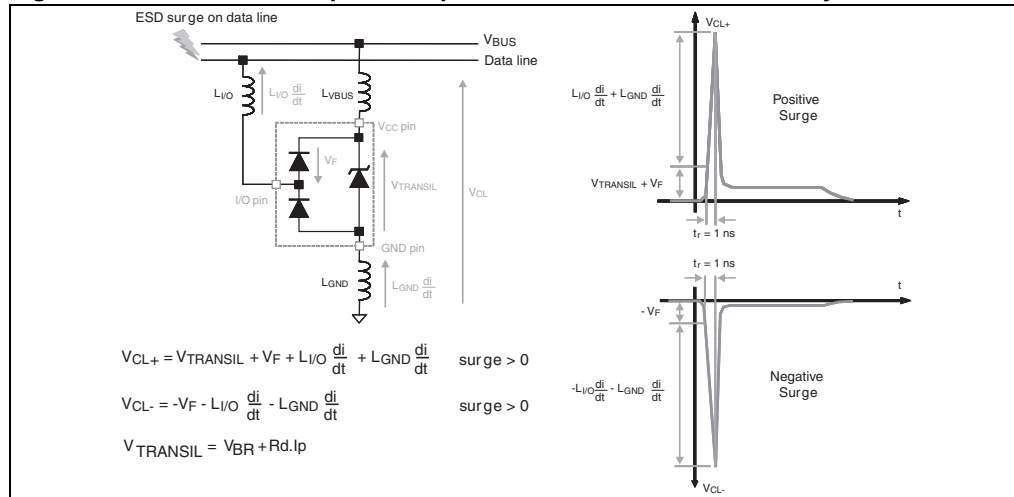 ESD surge on data line
VBUS
Data line
LI/O
LI/O di/dt
LVBUS
VCC pin
VF
VTRANSIL
VCL
I/O pin
GND pin
LGND
LGND di/dt
VCL+ = VTRANSIL + VF + LI/O di/dt + LGND di/dt surge > 0
VCL- = -VF - LI/O di/dt - LGND di/dt surge > 0
VTRANSIL = VBR + Rd.Ip
VCL+
LI/O di/dt + LGND di/dt
Positive
Surge
VTRANSIL + VF
t
tr = 1 ns
tr = 1 ns
t
- VF
-LI/O di/dt - LGND di/dt
Negative
Surge
VCL-